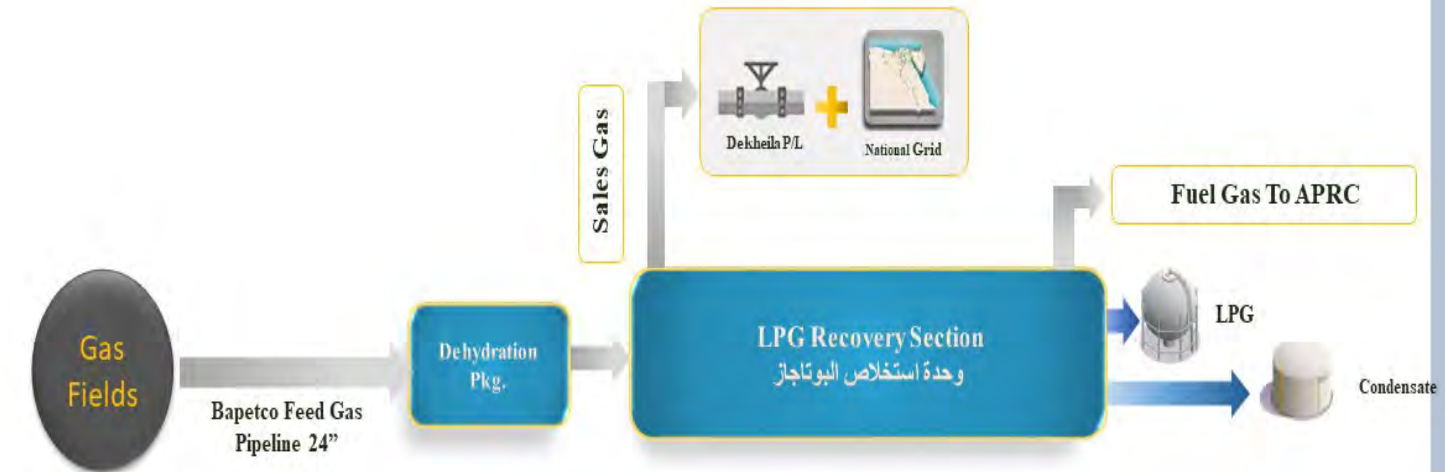 Sales Gas
Dekheila P/L
National Grid
Fuel Gas To APRC
Gas
Fields
Bapetco Feed Gas
Pipeline 24”
Dehydration
Pkg.
LPG Recovery Section
وحدة استخلاص البوتاجاز
LPG
Condensate